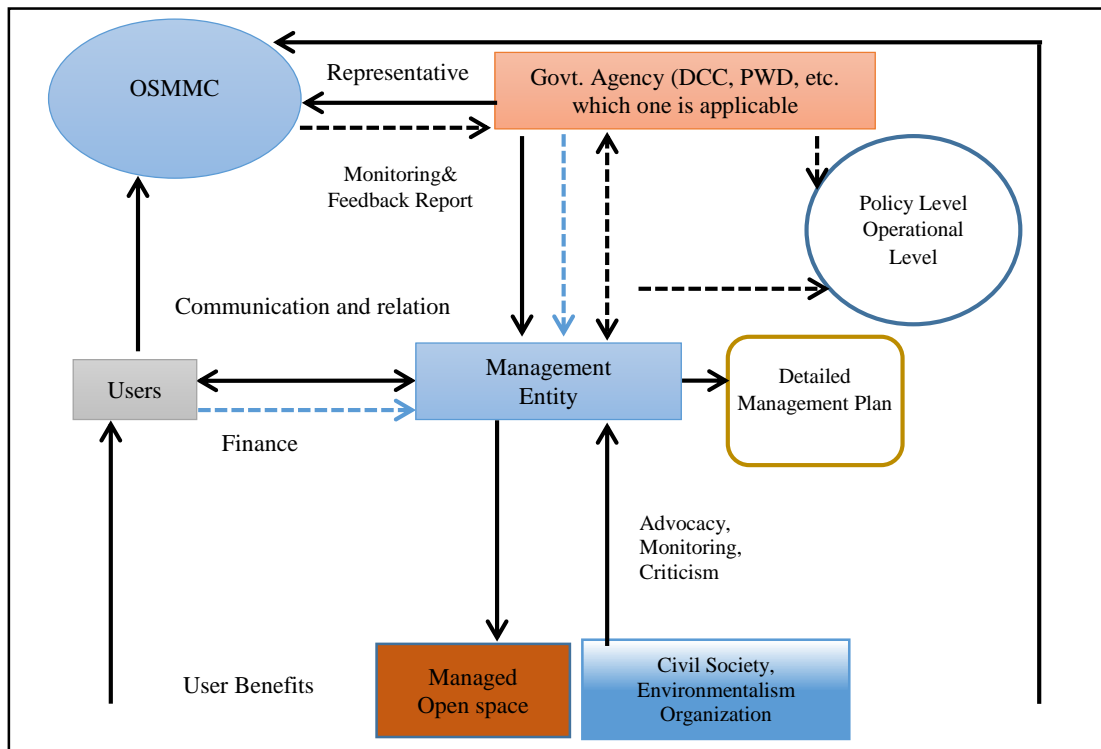 OSMMC
Representative
Govt. Agency (DCC, PWD, etc.
which one is applicable
Monitoring&
Feedback Report
Policy Level
Operational
Level
Communication and relation
Users
Management
Entity
Detailed
Management Plan
Finance
Advocacy,
Monitoring,
Criticism
User Benefits
Managed
Open space
Civil Society,
Environmentalism
Organization